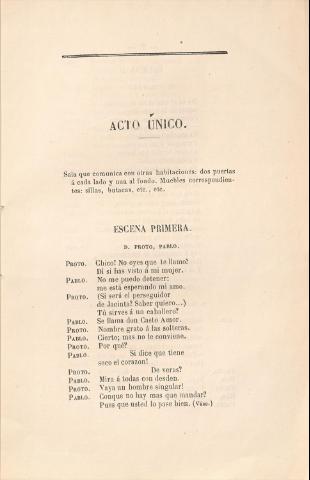 ACTO ÚNICO.
Sala que comunica con otras habitaciones: dos puertas
á cada lado y una al fondo. Muebles correspondien-
tes: sillas, butacas, etc., etc.
ESCENA PRIMERA.
D. PROTO, PABLO.
PROTO. Chico! No oyes que te llamo?
Di si has visto á mi mujer.
PABLO. No me puedo detener:
me está esperando mi amo.
PROTO. (Si será el perseguidor
de Jacinta? Saber quiero...)
Tú sirves á un caballero?
PABLO. Se llama don Casto Amor.
PROTO. Nombre grato á las solteras.
PABLO. Cierto; mas no le conviene.
PROTO. Por qué?
PABLO. Si dice que tiene
seco el corazon!
PROTO. De veras?
PABLO. Mira á todas con desden.
PROTO. Vaya un hombre singular!
PABLO. Conque no hay mas que mandar?
Pues que usted lo pase bien. (Váse.)